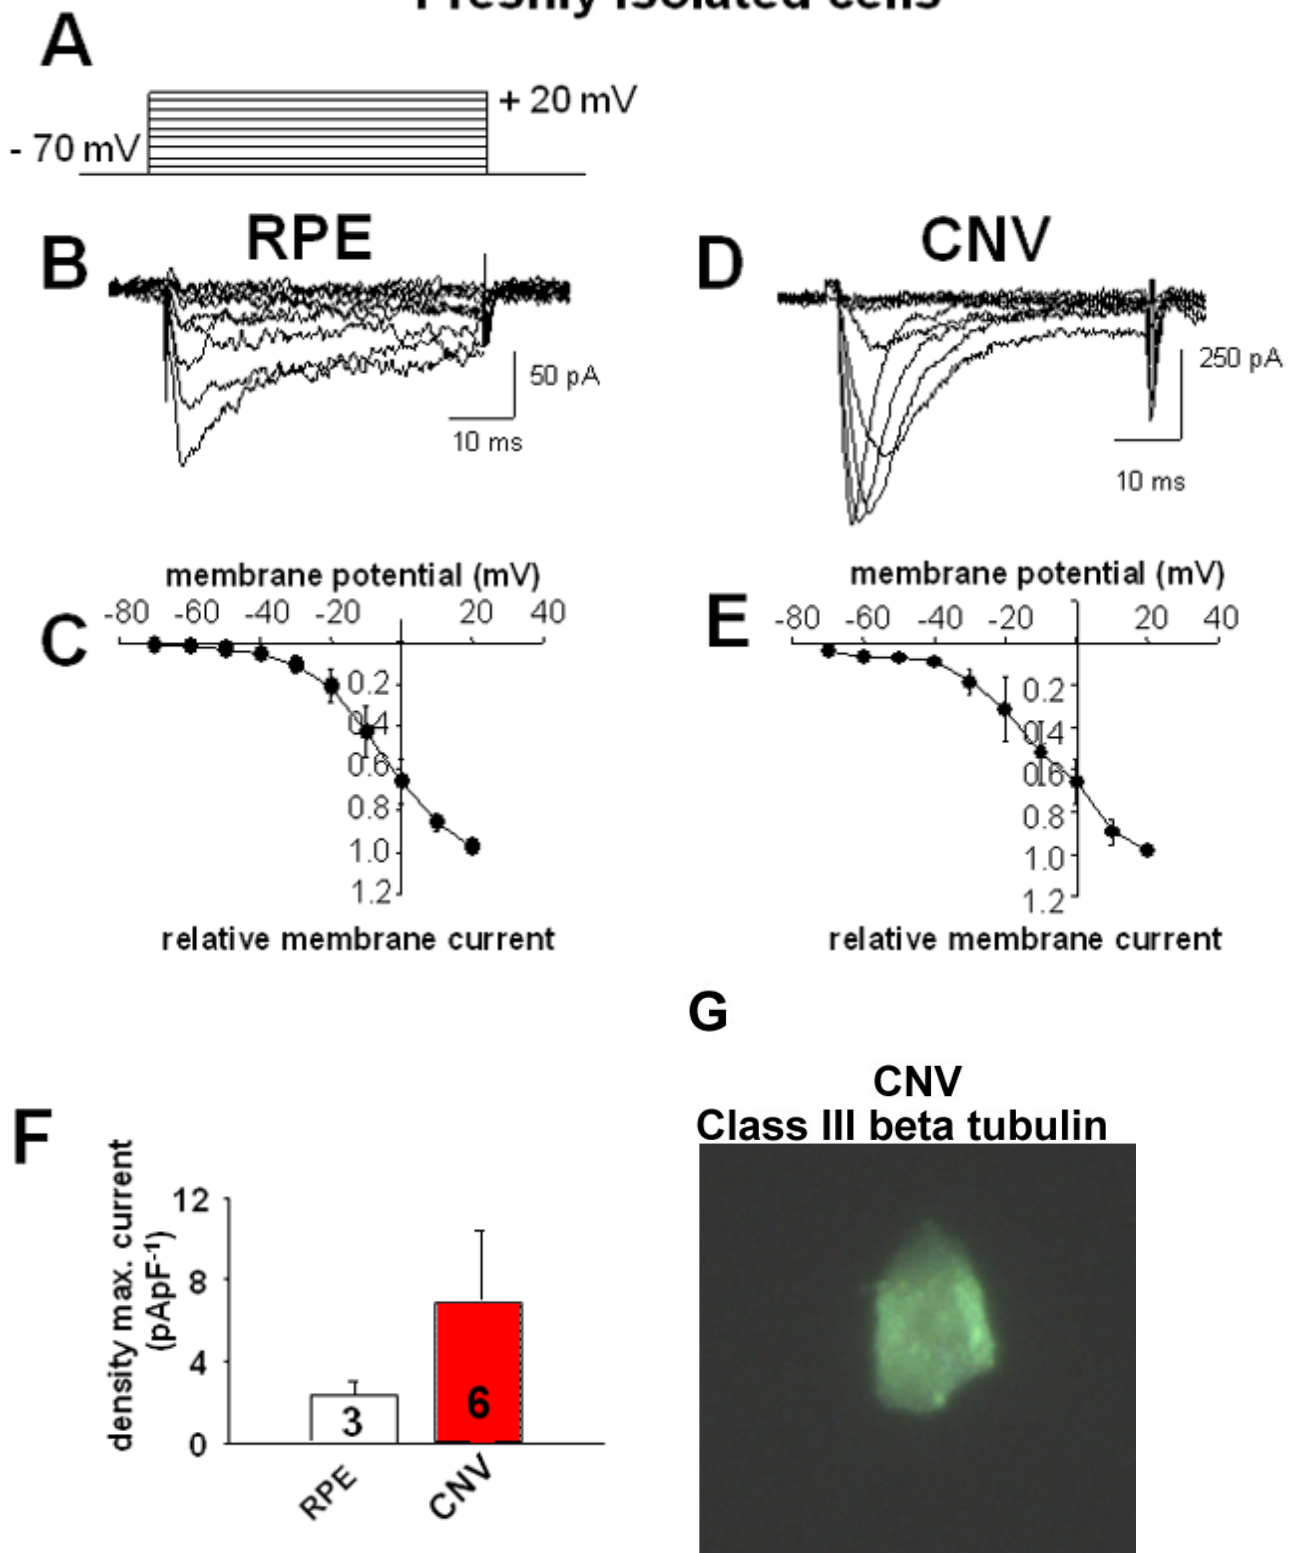 Freshly isolated cells
A
+ 20 mV
- 70 mV
B
RPE
50 pA
10 ms
D
CNV
250 pA
10 ms
C
membrane potential (mV)
-80 -60 -40 -20 20 40
0.2
0.4
0.6
0.8
1.0
1.2
relative membrane current
E
membrane potential (mV)
-80 -60 -40 -20 20 40
0.2
0.4
0.6
0.8
1.0
1.2
relative membrane current
F
density max. current
(pApF⁻¹)
12
8
4
0
3
6
RPE
CNV
G
CNV
Class III beta tubulin